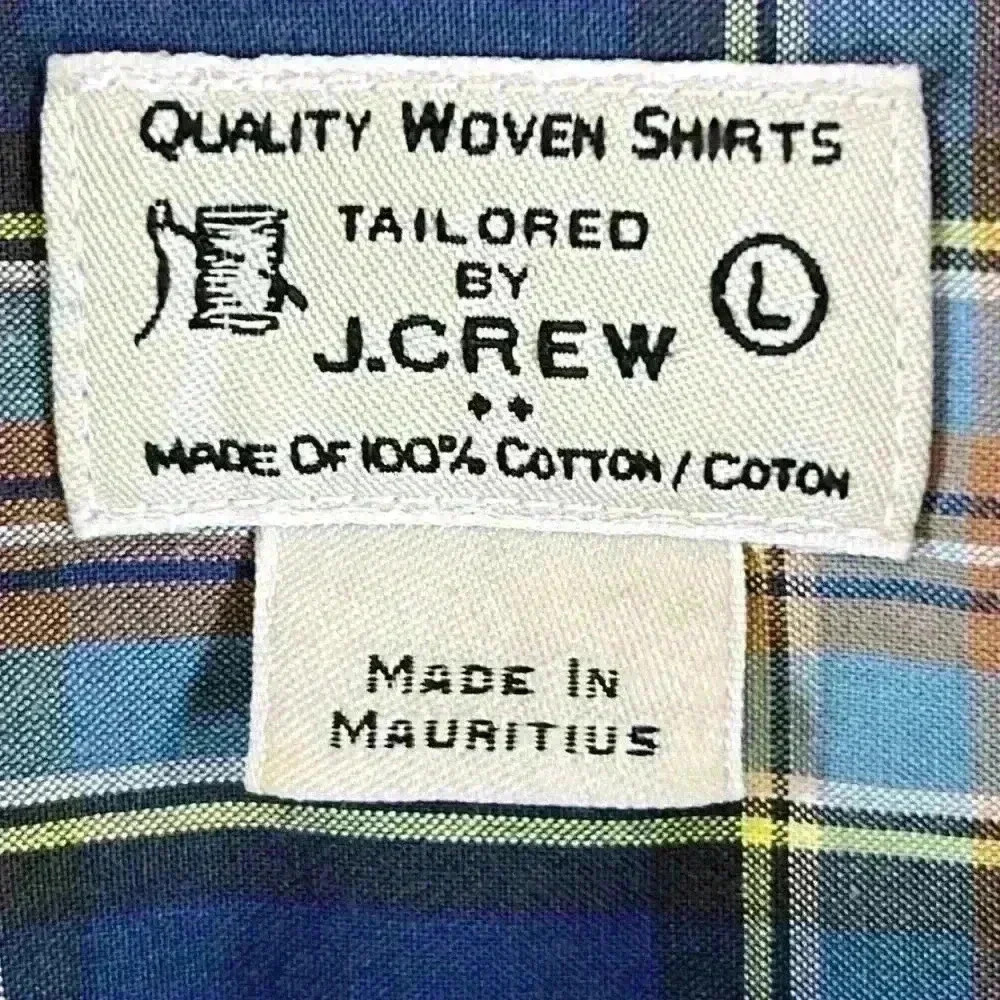 QUALITY WOVEN SHIRTS
TAILORED
BY
J.CREW
L
MADE OF 100% COTTON / COTON
MADE IN
MAURITIUS